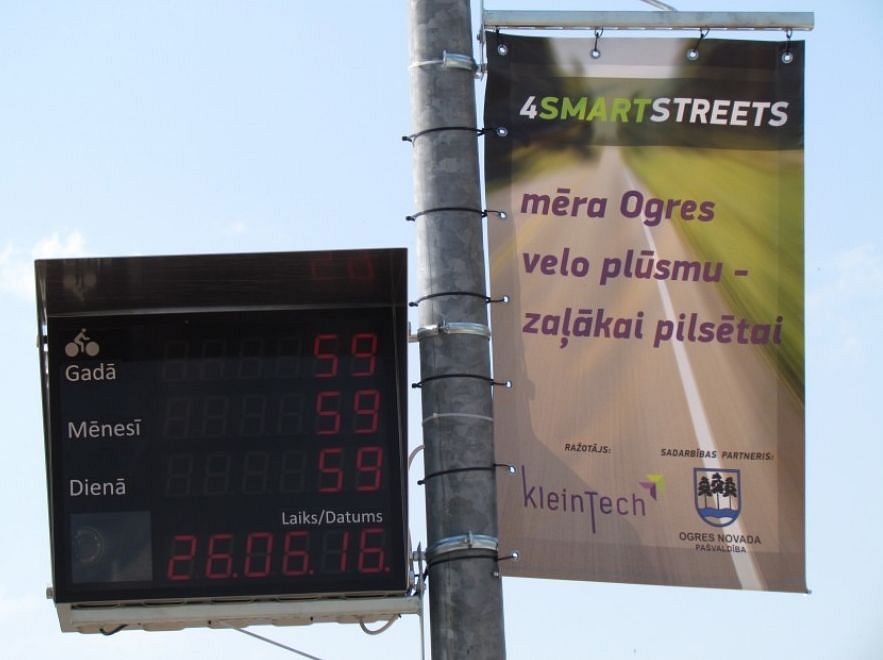 Gadā 59
Mēnesī 59
Dienā 59
Laiks/Datums
26.06.16.
4SMARTSTREETS
mēra Ogres
velo plūsmu -
zaļākai pilsētai
RAŽOTĀJS:
kleinTech
SADARBĪBAS PARTNERIS:
OGRES NOVADA
PAŠVALDĪBA